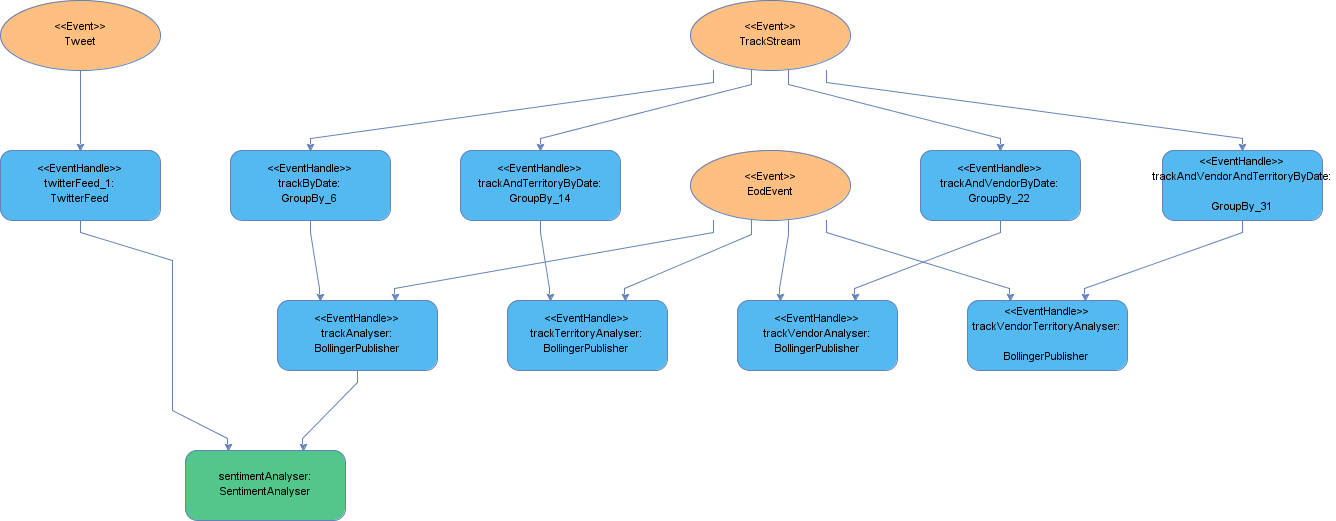 <<Event>>
Tweet
<<Event>>
TrackStream
<<EventHandle>>
twitterFeed_1:
TwitterFeed
<<EventHandle>>
trackByDate:
GroupBy_6
<<EventHandle>>
trackAndTerritoryByDate:
GroupBy_14
<<Event>>
EodEvent
<<EventHandle>>
trackAndVendorByDate:
GroupBy_22
<<EventHandle>>
trackAndVendorAndTerritoryByDate:
GroupBy_31
<<EventHandle>>
trackAnalyser:
BollingerPublisher
<<EventHandle>>
trackTerritoryAnalyser:
BollingerPublisher
<<EventHandle>>
trackVendorAnalyser:
BollingerPublisher
<<EventHandle>>
trackVendorTerritoryAnalyser:
BollingerPublisher
sentimentAnalyser:
SentimentAnalyser